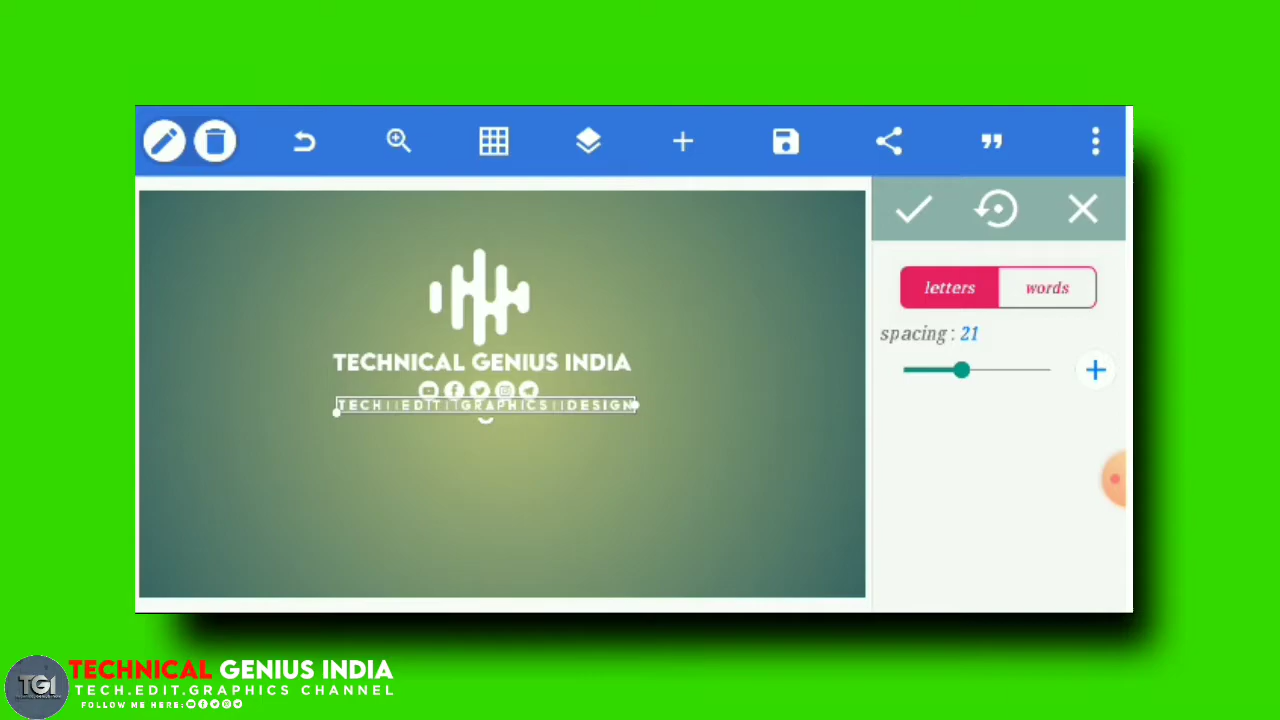 letters words
spacing : 21
TECHNICAL GENIUS INDIA
TECH||EDIT||GRAPHICS||DESIGN
TGI
TECHNICAL GENIUS INDIA
TECH.EDIT.GRAPHICS CHANNEL
FOLLOW ME HERE: